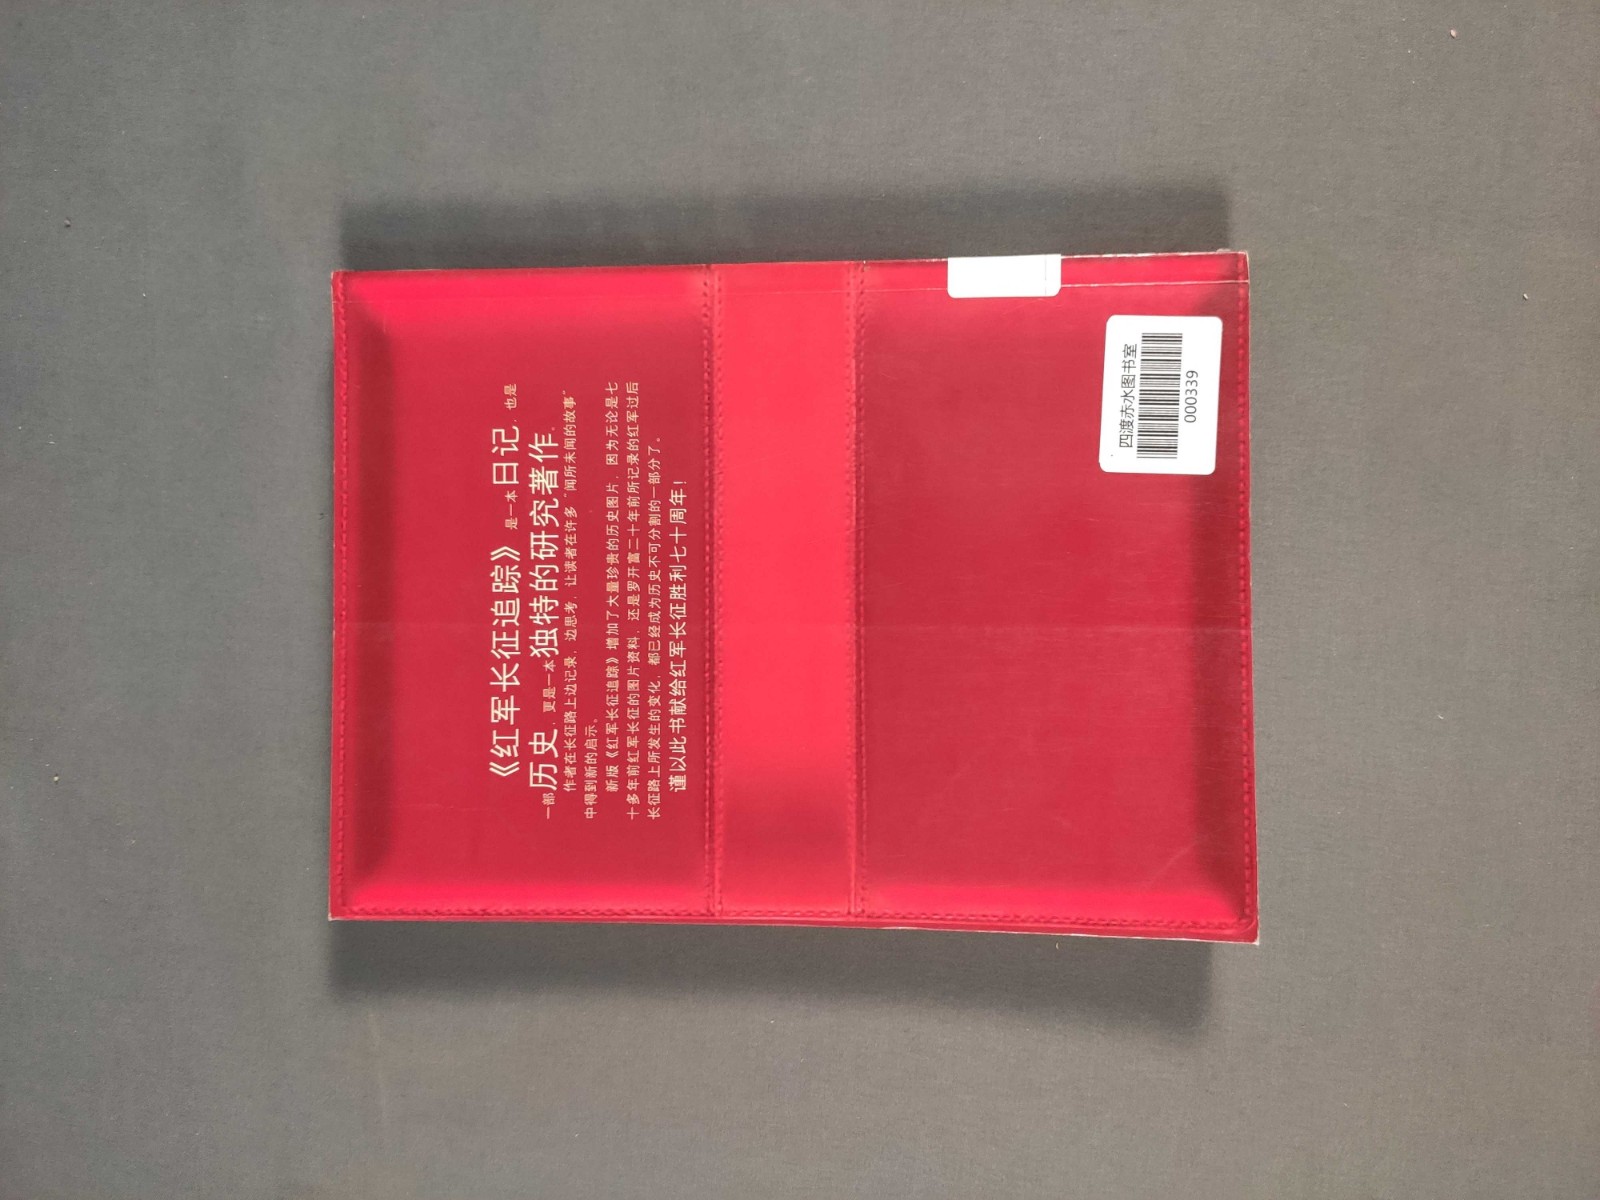 《红军长征追踪》是一本日记，也是
一部历史，更是一本独特的研究著作。
作者在长征路上边记录，边思考，让读者在许多“闻所未闻的故事”
中得到新的启示。
新版《红军长征追踪》增加了大量珍贵的历史图片，因为无论是七
十多年前红军长征的图片资料，还是罗开富二十年前所记录的红军过后
长征路上所发生的变化，都已经成为历史不可分割的一部分了。
谨以此书献给红军长征胜利七十周年！
四渡赤水图书室
000339